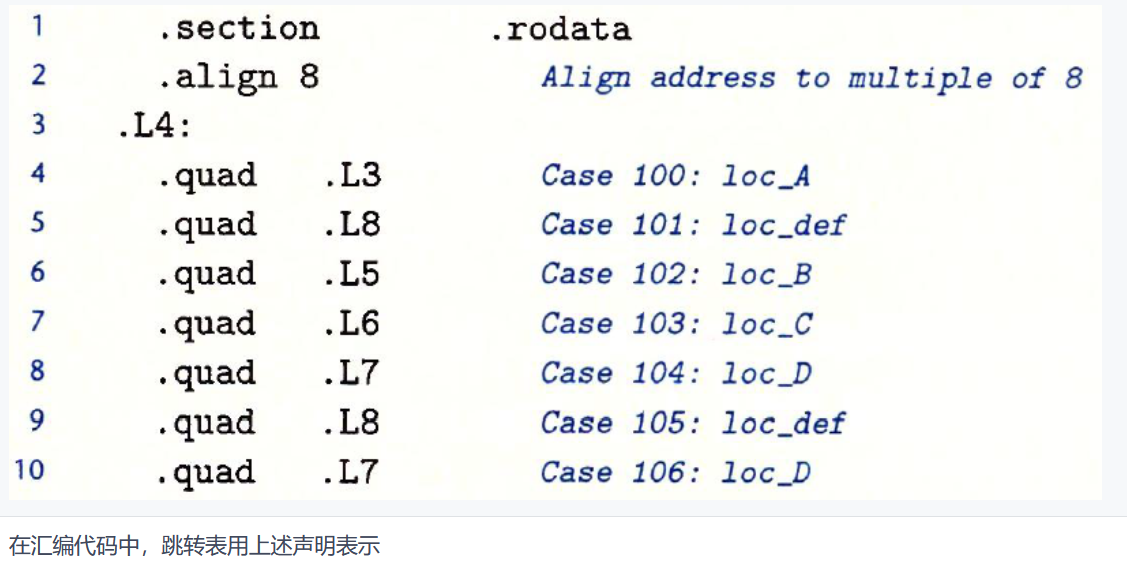 1 .section .rodata
2 .align 8 Align address to multiple of 8
3 .L4:
4 .quad .L3 Case 100: loc_A
5 .quad .L8 Case 101: loc_def
6 .quad .L5 Case 102: loc_B
7 .quad .L6 Case 103: loc_C
8 .quad .L7 Case 104: loc_D
9 .quad .L8 Case 105: loc_def
10 .quad .L7 Case 106: loc_D
在汇编代码中，跳转表用上述声明表示